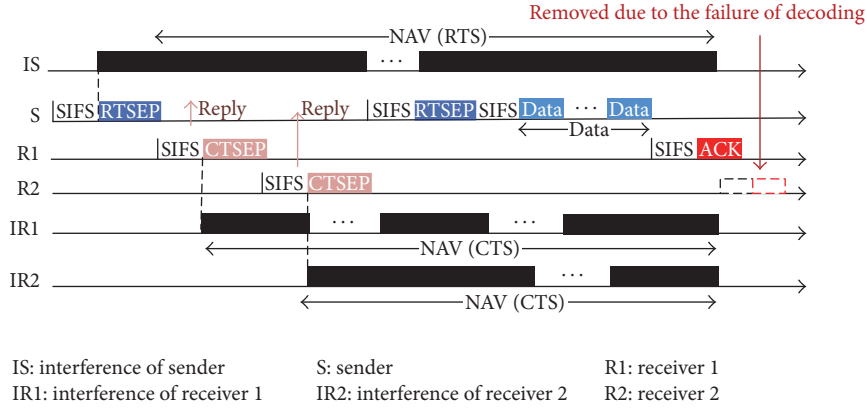 Removed due to the failure of decoding
NAV (RTS)
IS
...
S
SIFS RTSEP Reply Reply SIFS RTSEP SIFS Data ... Data
Data
R1
SIFS CTSEP SIFS ACK
R2
SIFS CTSEP
IR1
... ...
NAV (CTS)
IR2
...
NAV (CTS)
IS: interference of sender S: sender R1: receiver 1
IR1: interference of receiver 1 IR2: interference of receiver 2 R2: receiver 2